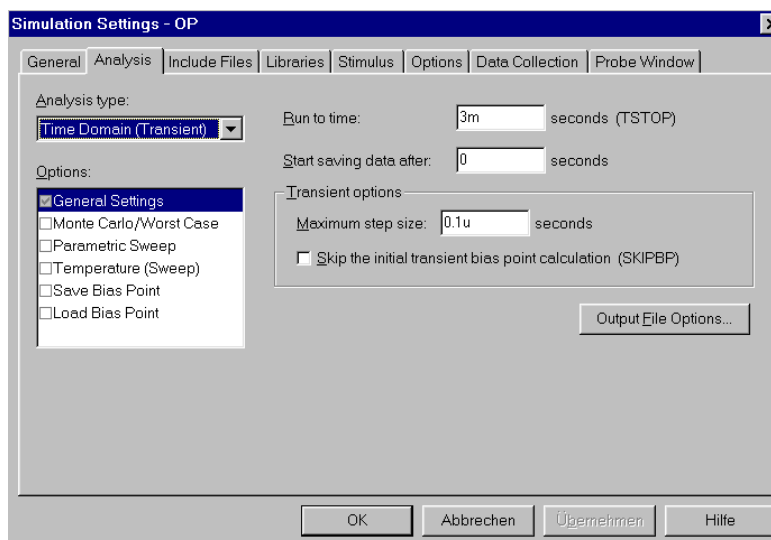 Simulation Settings - OP
General Analysis Include Files Libraries Stimulus Options Data Collection Probe Window
Analysis type:
Time Domain (Transient)
Options:
General Settings
Monte Carlo/Worst Case
Parametric Sweep
Temperature (Sweep)
Save Bias Point
Load Bias Point
Run to time: 3m seconds (TSTOP)
Start saving data after: 0 seconds
Transient options
Maximum step size: 0.1u seconds
Skip the initial transient bias point calculation (SKIPBP)
Output File Options...
OK Abbrechen Übernehmen Hilfe